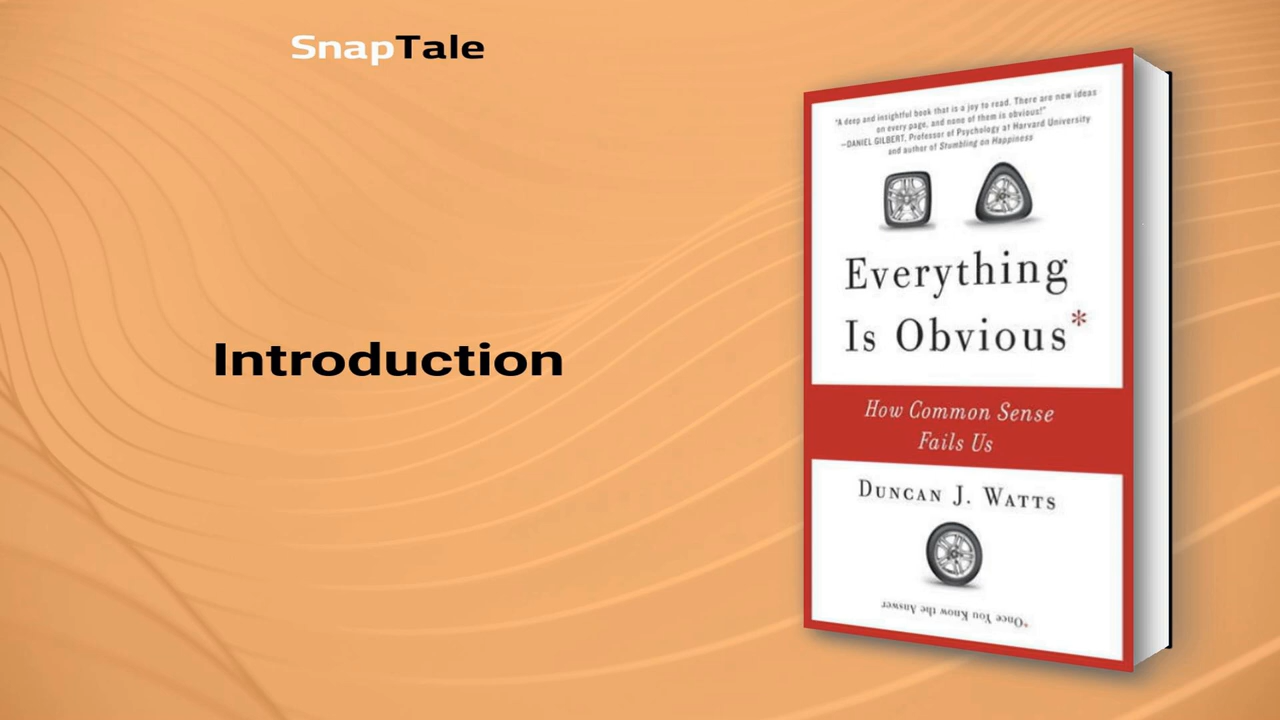 SnapTale
Introduction
"A deep and insightful book that is a joy to read. There are new ideas
on every page, and none of them is obvious!"
—DANIEL GILBERT, Professor of Psychology at Harvard University
and author of Stumbling on Happiness
Everything
Is Obvious*
How Common Sense
Fails Us
DUNCAN J. WATTS
*Once You Know the Answer